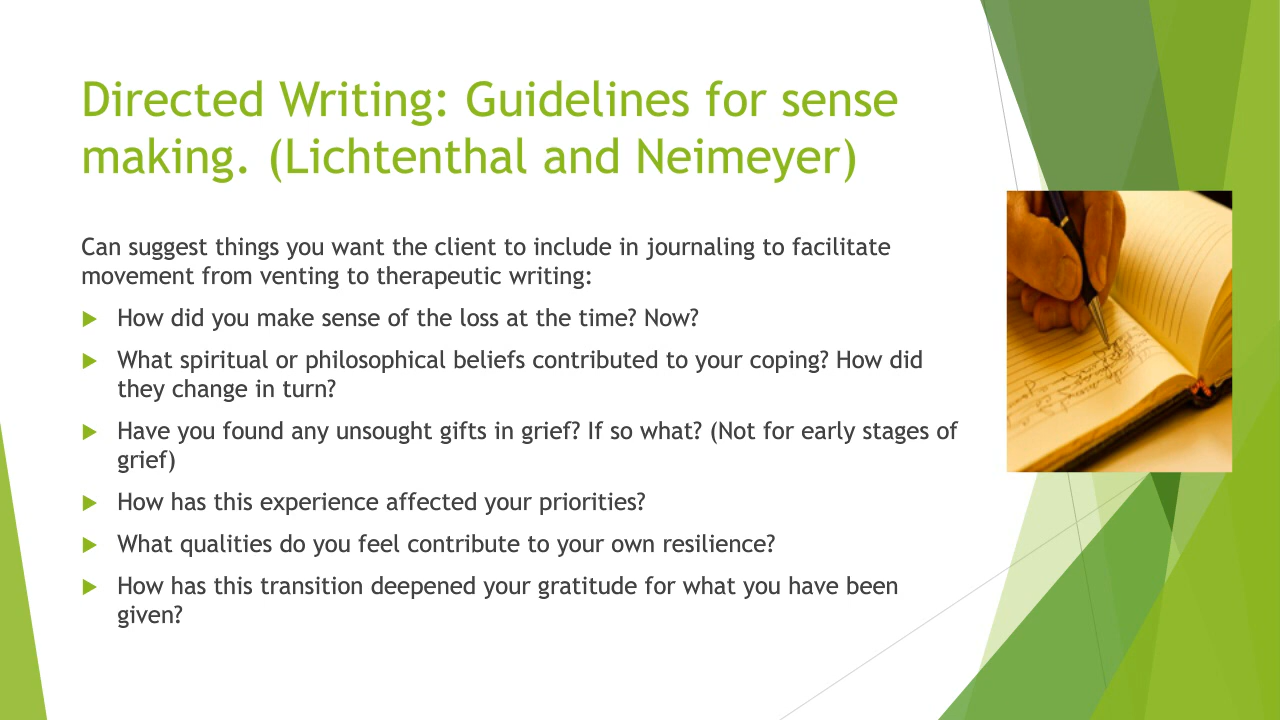 Directed Writing: Guidelines for sense
making. (Lichtenthal and Neimeyer)
Can suggest things you want the client to include in journaling to facilitate
movement from venting to therapeutic writing:
How did you make sense of the loss at the time? Now?
What spiritual or philosophical beliefs contributed to your coping? How did
they change in turn?
Have you found any unsought gifts in grief? If so what? (Not for early stages of
grief)
How has this experience affected your priorities?
What qualities do you feel contribute to your own resilience?
How has this transition deepened your gratitude for what you have been
given?